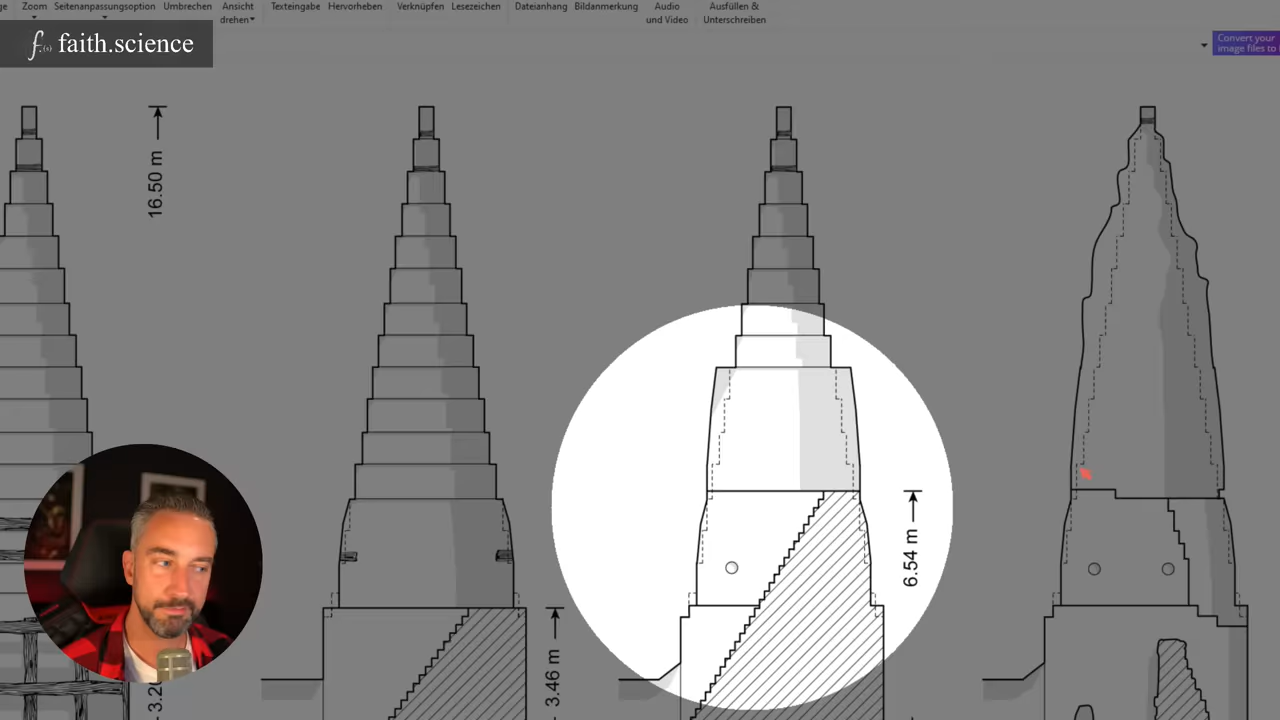 Zoom
Seitenanpassungsoption
Umbrechen
Ansicht
drehen
Texteingabe
Hervorheben
Verknüpfen
Lesezeichen
Dateianhang
Bildanmerkung
Audio
und Video
Ausfüllen &
Unterschreiben
faith.science
Convert your
image files to
16.50 m
6.54 m
3.46 m